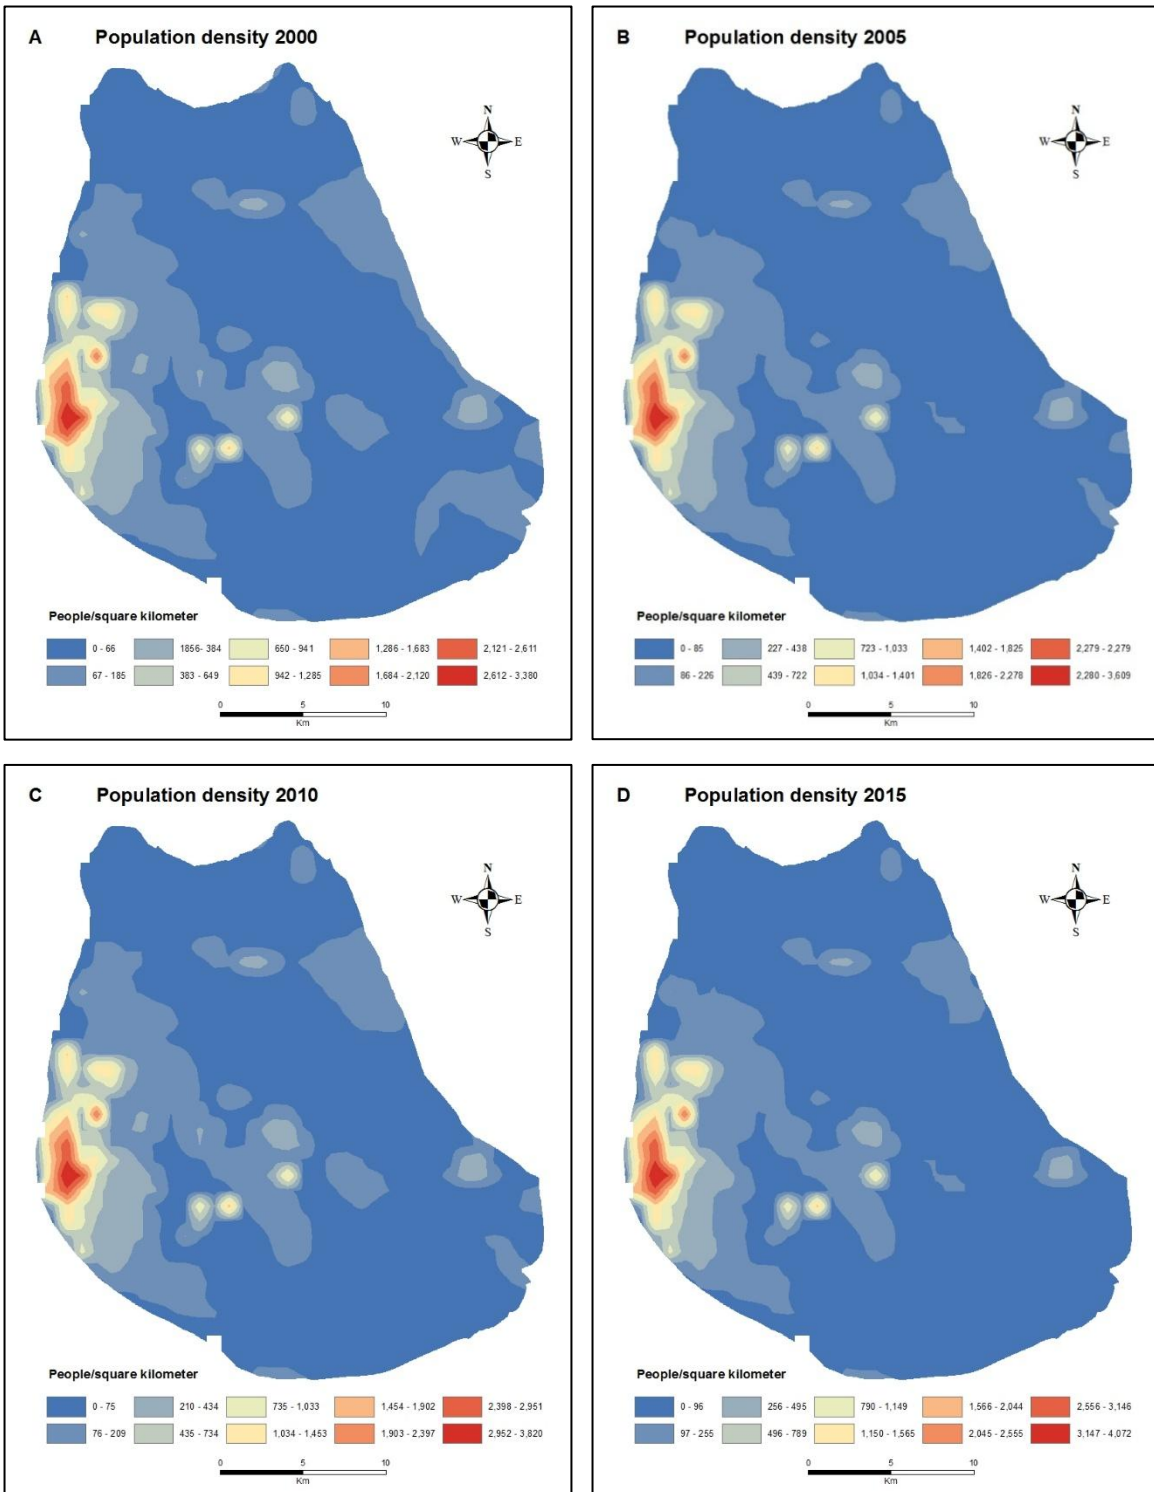 A Population density 2000
N
W E
S
People/square kilometer
0 - 66 1856- 384 650 - 941 1,286 - 1,683 2,121 - 2,611
67 - 185 383 - 649 942 - 1,285 1,684 - 2,120 2,612 - 3,380
0 5 10
Km
B Population density 2005
N
W E
S
People/square kilometer
0 - 85 227 - 438 723 - 1,033 1,402 - 1,825 2,279 - 2,279
86 - 226 439 - 722 1,034 - 1,401 1,826 - 2,278 2,280 - 3,609
0 5 10
Km
C Population density 2010
N
W E
S
People/square kilometer
0 - 75 210 - 434 735 - 1,033 1,454 - 1,902 2,398 - 2,951
76 - 209 435 - 734 1,034 - 1,453 1,903 - 2,397 2,952 - 3,820
0 5 10
Km
D Population density 2015
N
W E
S
People/square kilometer
0 - 96 256 - 495 790 - 1,149 1,566 - 2,044 2,556 - 3,146
97 - 255 496 - 789 1,150 - 1,565 2,045 - 2,555 3,147 - 4,072
0 5 10
Km